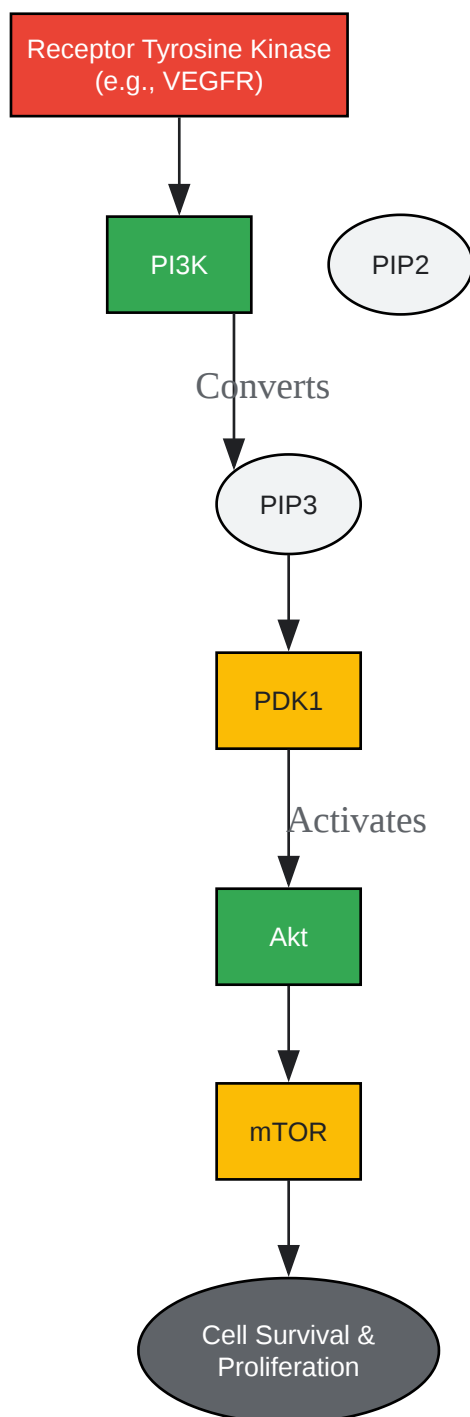 Receptor Tyrosine Kinase
(e.g., VEGFR)
PI3K
PIP2
Converts
PIP3
PDK1
Activates
Akt
mTOR
Cell Survival &
Proliferation